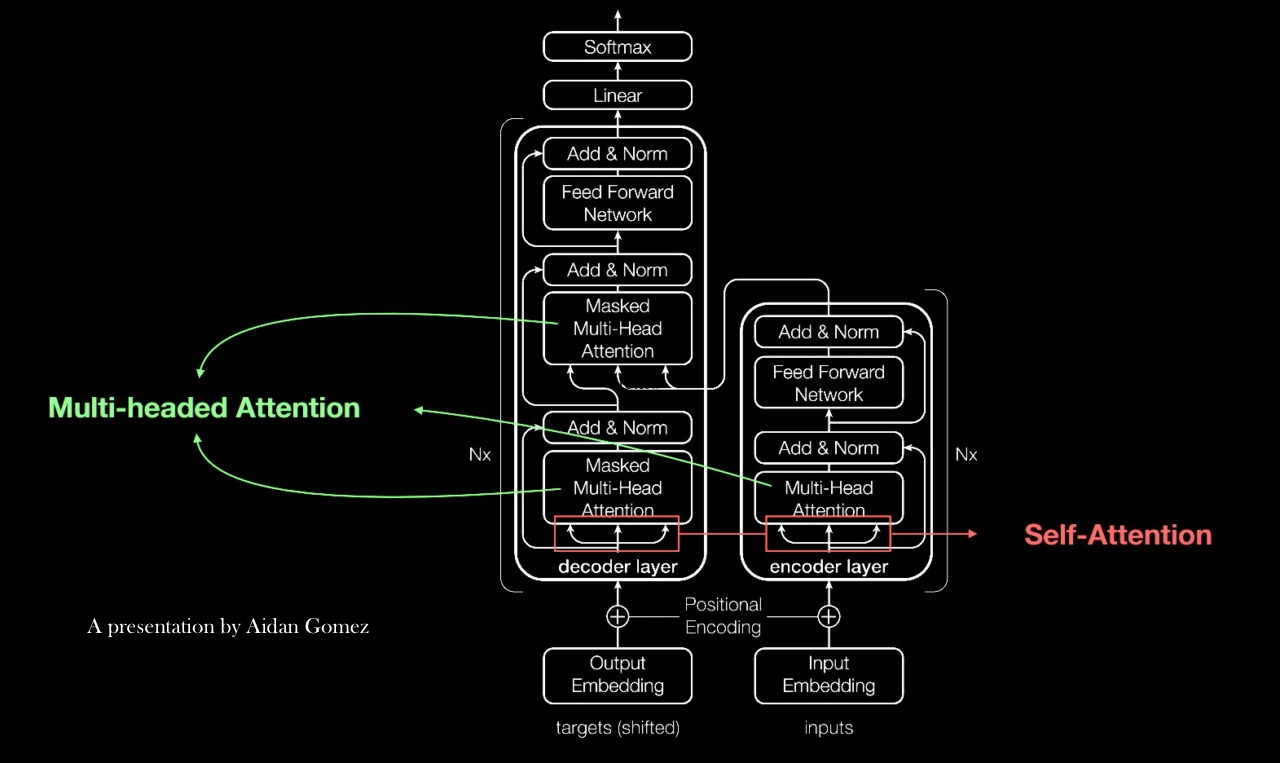 Softmax
Linear
Add & Norm
Feed Forward
Network
Add & Norm
Masked
Multi-Head
Attention
Add & Norm
Masked
Multi-Head
Attention
decoder layer
Nx
Add & Norm
Feed Forward
Network
Add & Norm
Multi-Head
Attention
encoder layer
Nx
Multi-headed Attention
Self-Attention
Positional
Encoding
A presentation by Aidan Gomez
Output
Embedding
Input
Embedding
targets (shifted)
inputs